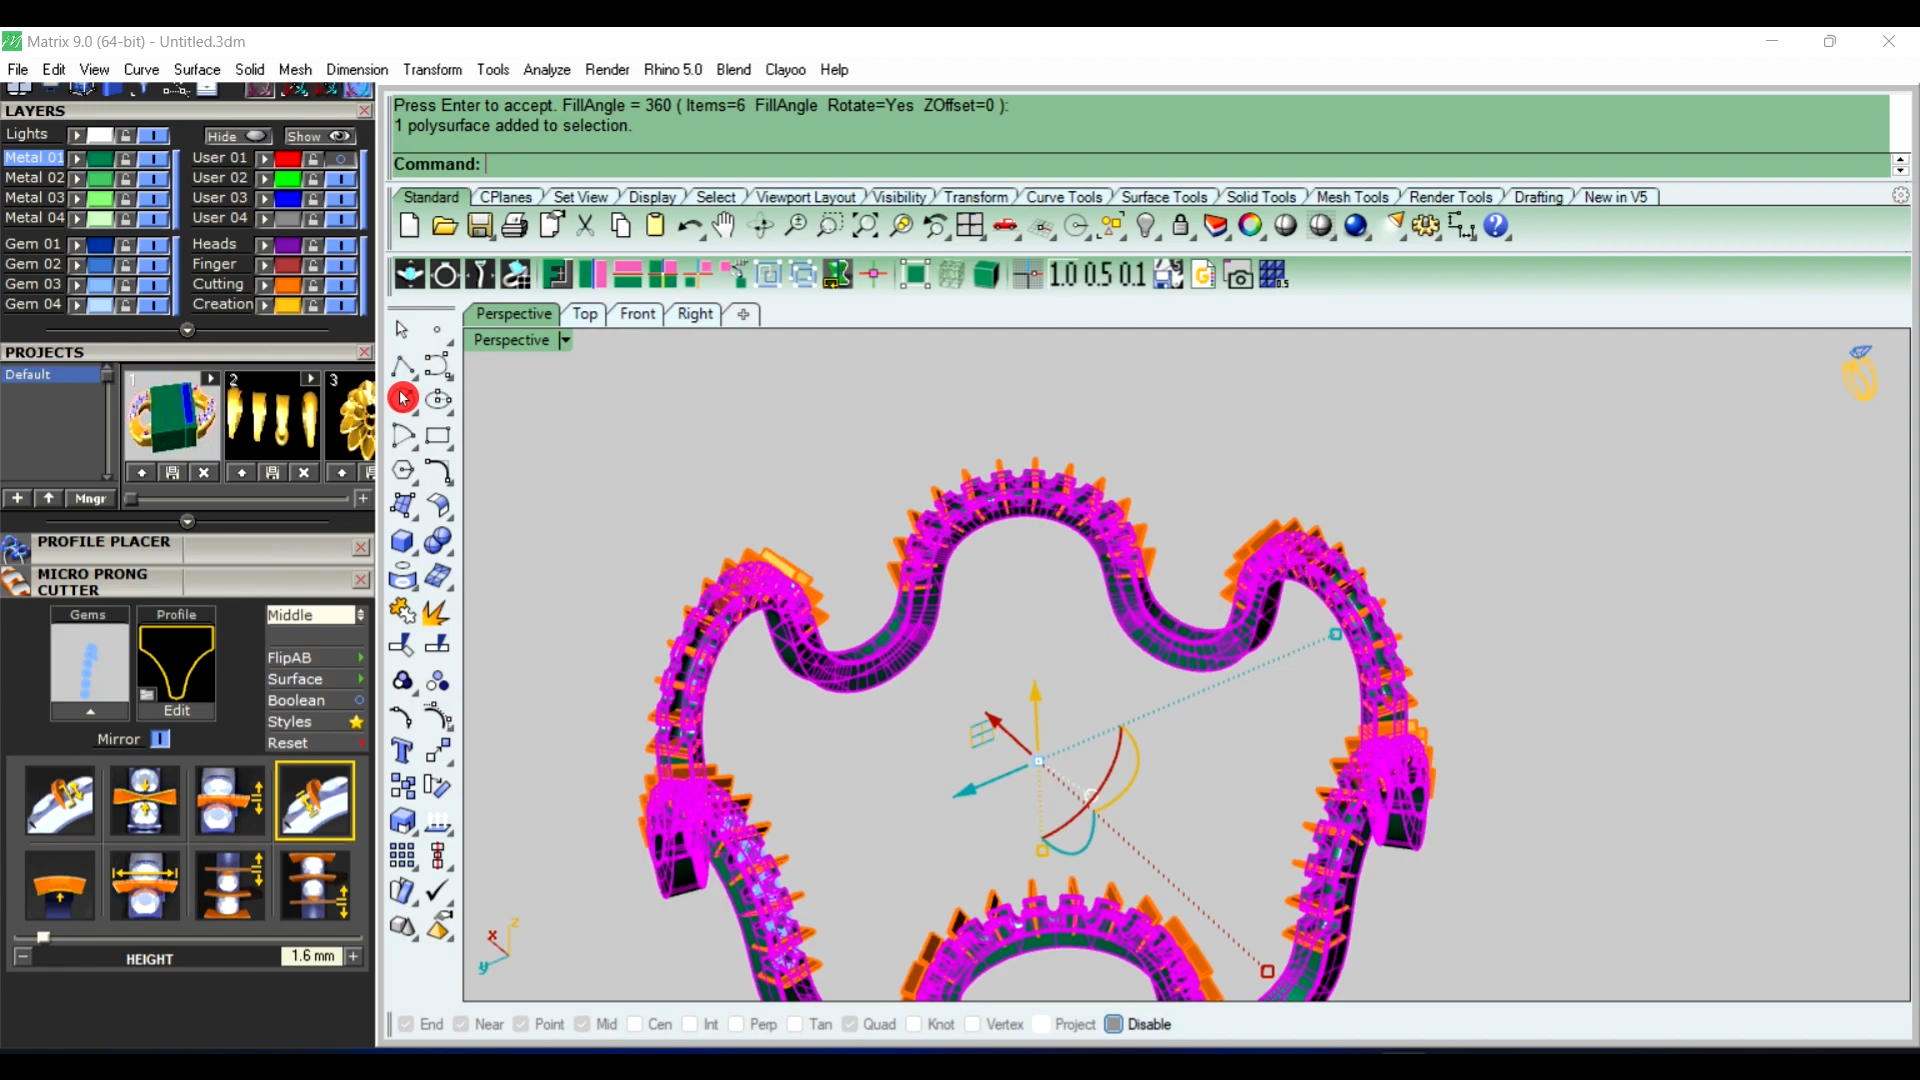 Matrix 9.0 (64-bit) - Untitled.3dm
File Edit View Curve Surface Solid Mesh Dimension Transform Tools Analyze Render Rhino 5.0 Blend Clayoo Help
LAYERS
Lights Hide Show
Metal 01 User 01
Metal 02 User 02
Metal 03 User 03
Metal 04 User 04
Gem 01 Heads
Gem 02 Finger
Gem 03 Cutting
Gem 04 Creation
PROJECTS
Default
1 2 3
Mngr
PROFILE PLACER
MICRO PRONG
CUTTER
Gems Profile Middle
FlipAB
Surface
Boolean
Edit
Styles
Mirror
Reset
HEIGHT 1.6 mm
Press Enter to accept. FillAngle = 360 ( Items=6 FillAngle Rotate=Yes ZOffset=0 ):
1 polysurface added to selection.
Command:
Standard CPlanes Set View Display Select Viewport Layout Visibility Transform Curve Tools Surface Tools Solid Tools Mesh Tools Render Tools Drafting New in V5
1.0 0.5 0.1
Perspective Top Front Right
Perspective
z
x
y
End Near Point Mid Cen Int Perp Tan Quad Knot Vertex Project Disable